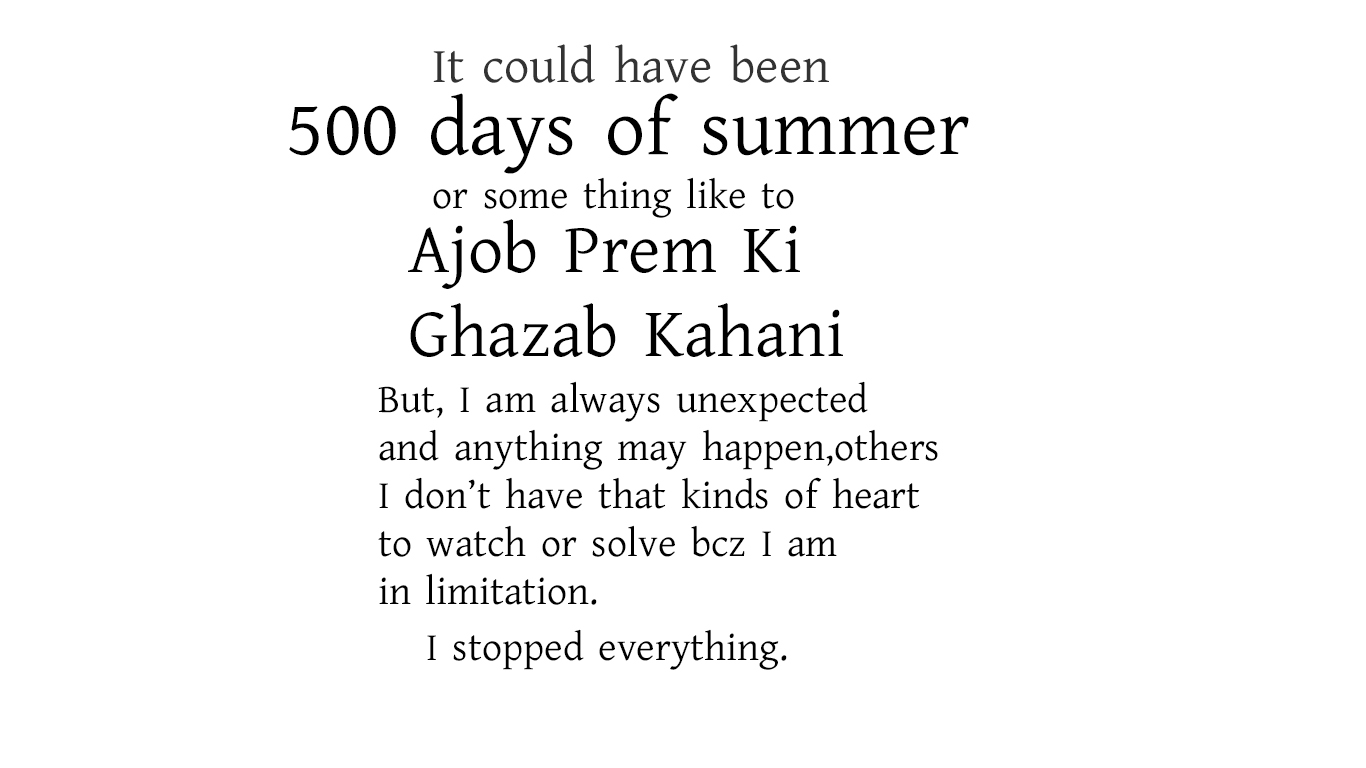 It could have been
500 days of summer
or some thing like to
Ajob Prem Ki
Ghazab Kahani
But, I am always unexpected
and anything may happen,others
I don’t have that kinds of heart
to watch or solve bcz I am
in limitation.
I stopped everything.